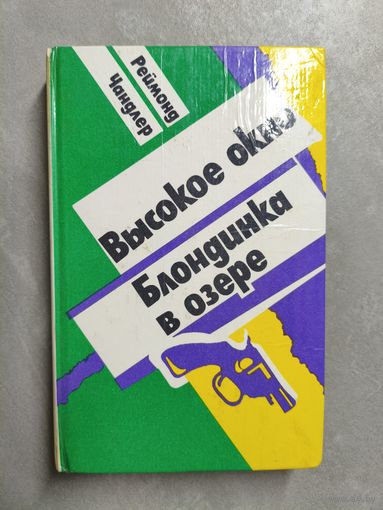 Реймонд
Чандлер
Высокое окно
Блондинка
в озере